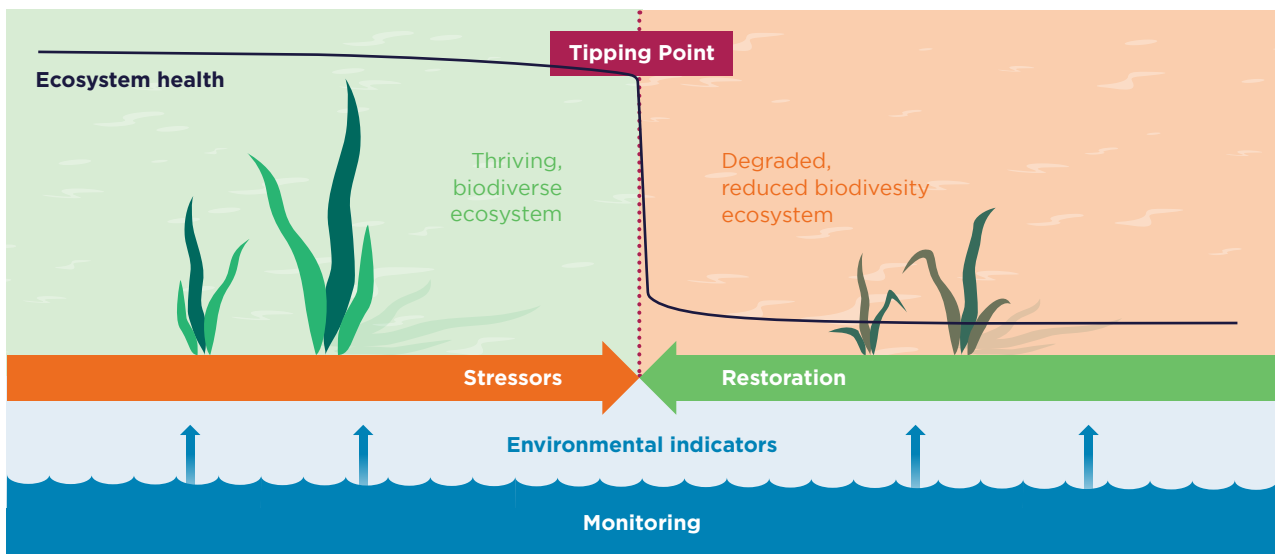 Tipping Point
Ecosystem health
Thriving,
biodiverse
ecosystem
Degraded,
reduced biodivesity
ecosystem
Stressors
Restoration
Environmental indicators
Monitoring